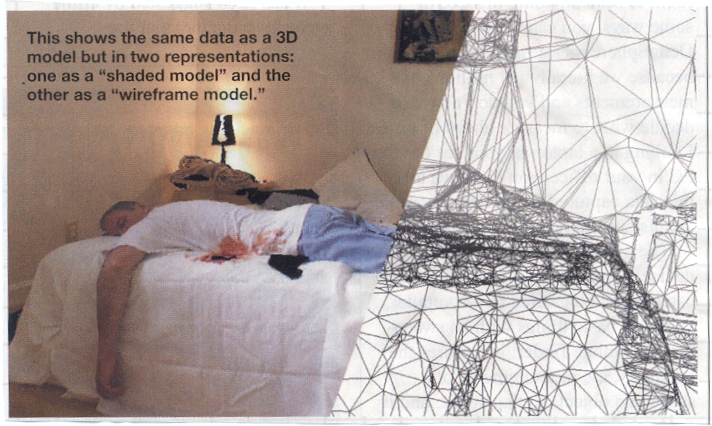 This shows the same data as a 3D
model but in two representations:
one as a “shaded model” and the
other as a “wireframe model.”